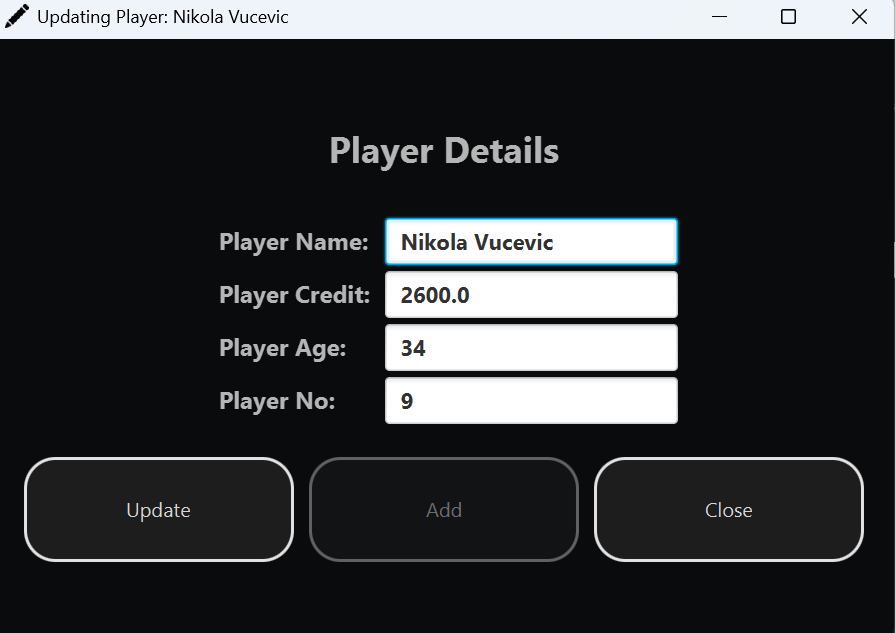 Updating Player: Nikola Vucevic
Player Details
Player Name: Nikola Vucevic
Player Credit: 2600.0
Player Age: 34
Player No: 9
Update Add Close